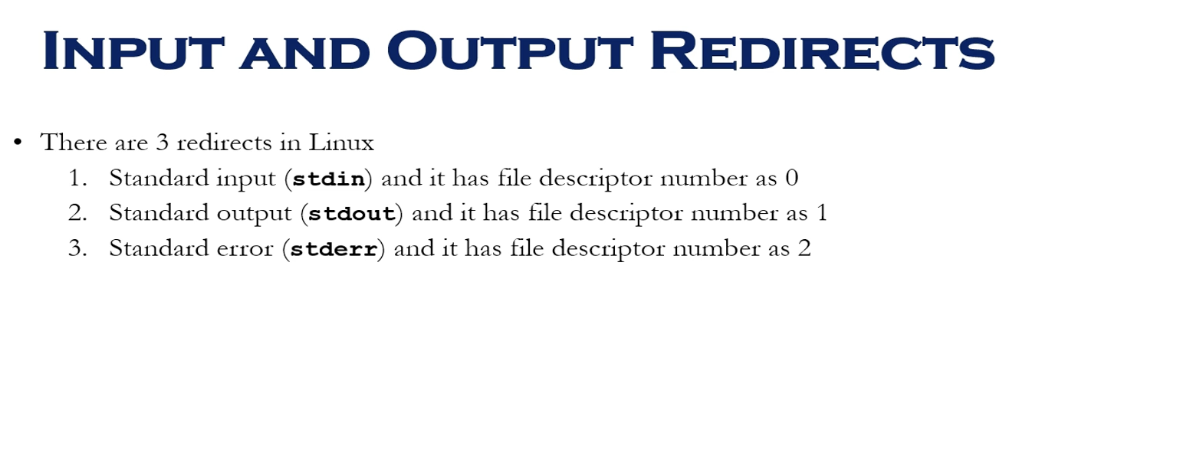 INPUT AND OUTPUT REDIRECTS
• There are 3 redirects in Linux
1. Standard input (stdin) and it has file descriptor number as 0
2. Standard output (stdout) and it has file descriptor number as 1
3. Standard error (stderr) and it has file descriptor number as 2